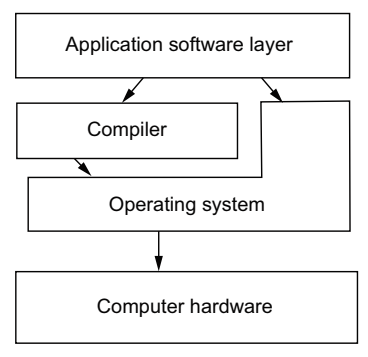 Application software layer
Compiler
Operating system
Computer hardware